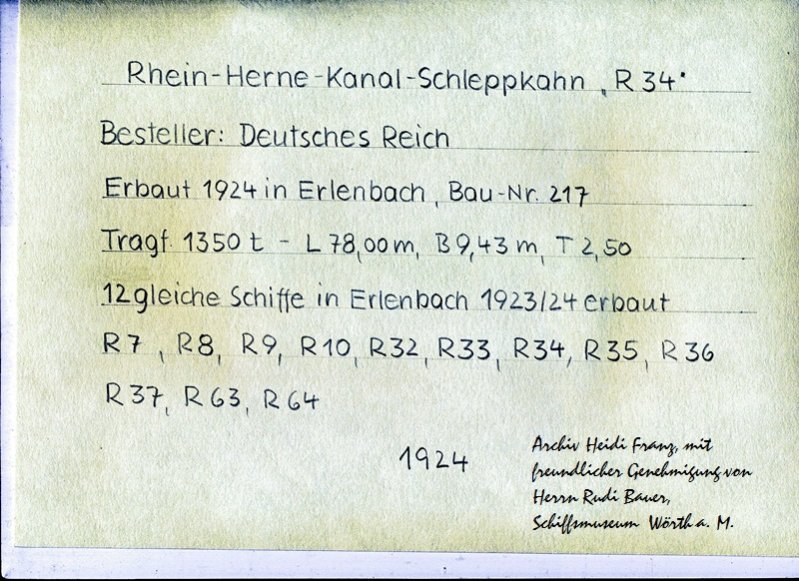 Rhein-Herne-Kanal-Schleppkahn „R 34"
Besteller: Deutsches Reich
Erbaut 1924 in Erlenbach, Bau-Nr. 217
Tragf. 1350 t - L 78,00 m, B 9,43 m, T 2,50
12 gleiche Schiffe in Erlenbach 1923/24 erbaut
R 7, R 8, R 9, R 10, R 32, R 33, R 34, R 35, R 36
R 37, R 63, R 64
1924
Archiv Heidi Franz, mit
freundlicher Genehmigung von
Herrn Rudi Bauer,
Schiffsmuseum Wörth a. M.